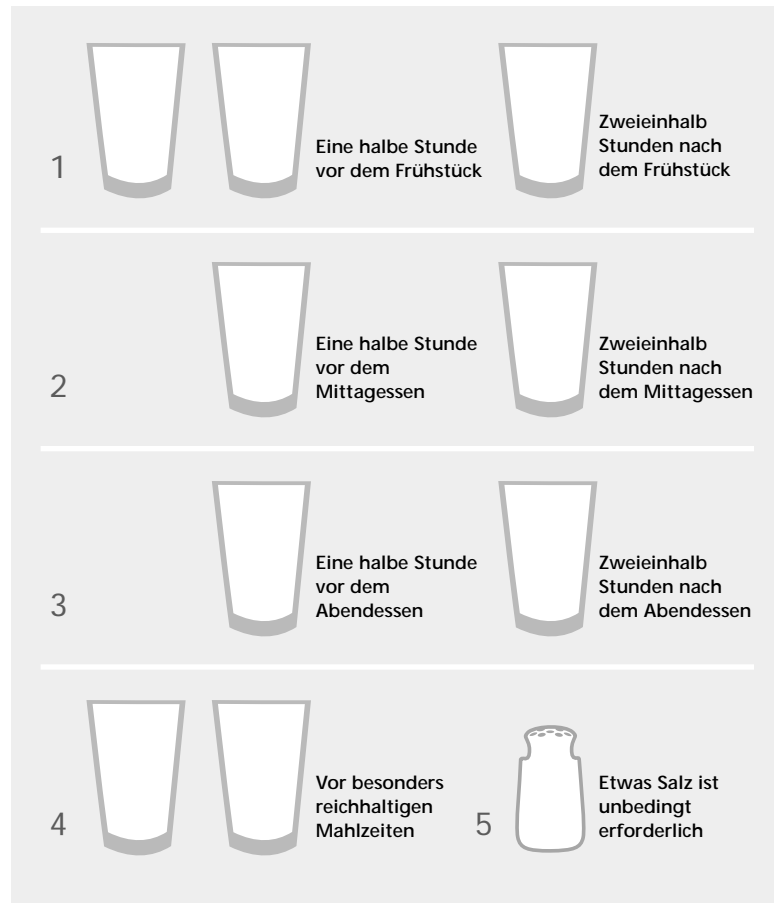 1
Eine halbe Stunde
vor dem Frühstück
Zweieinhalb
Stunden nach
dem Frühstück
2
Eine halbe Stunde
vor dem
Mittagessen
Zweieinhalb
Stunden nach
dem Mittagessen
3
Eine halbe Stunde
vor dem
Abendessen
Zweieinhalb
Stunden nach
dem Abendessen
4
Vor besonders
reichhaltigen
Mahlzeiten
5
Etwas Salz ist
unbedingt
erforderlich